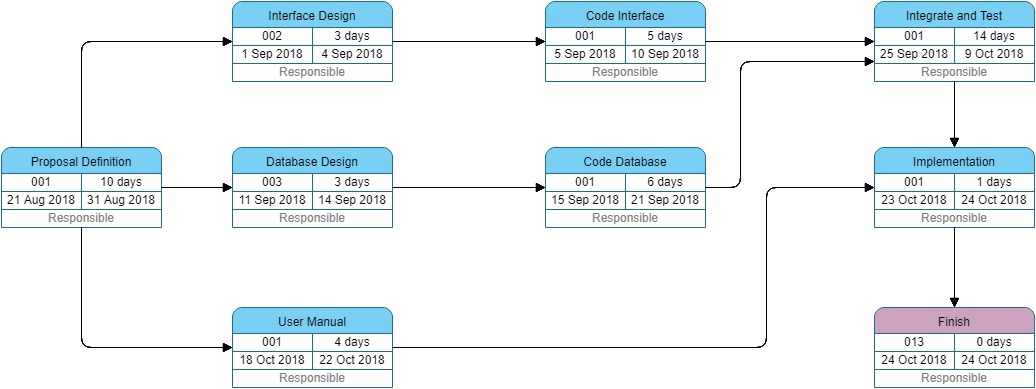 Interface Design
002 3 days
1 Sep 2018 4 Sep 2018
Responsible
Code Interface
001 5 days
5 Sep 2018 10 Sep 2018
Responsible
Integrate and Test
001 14 days
25 Sep 2018 9 Oct 2018
Responsible
Proposal Definition
001 10 days
21 Aug 2018 31 Aug 2018
Responsible
Database Design
003 3 days
11 Sep 2018 14 Sep 2018
Responsible
Code Database
001 6 days
15 Sep 2018 21 Sep 2018
Responsible
Implementation
001 1 days
23 Oct 2018 24 Oct 2018
Responsible
User Manual
001 4 days
18 Oct 2018 22 Oct 2018
Responsible
Finish
013 0 days
24 Oct 2018 24 Oct 2018
Responsible